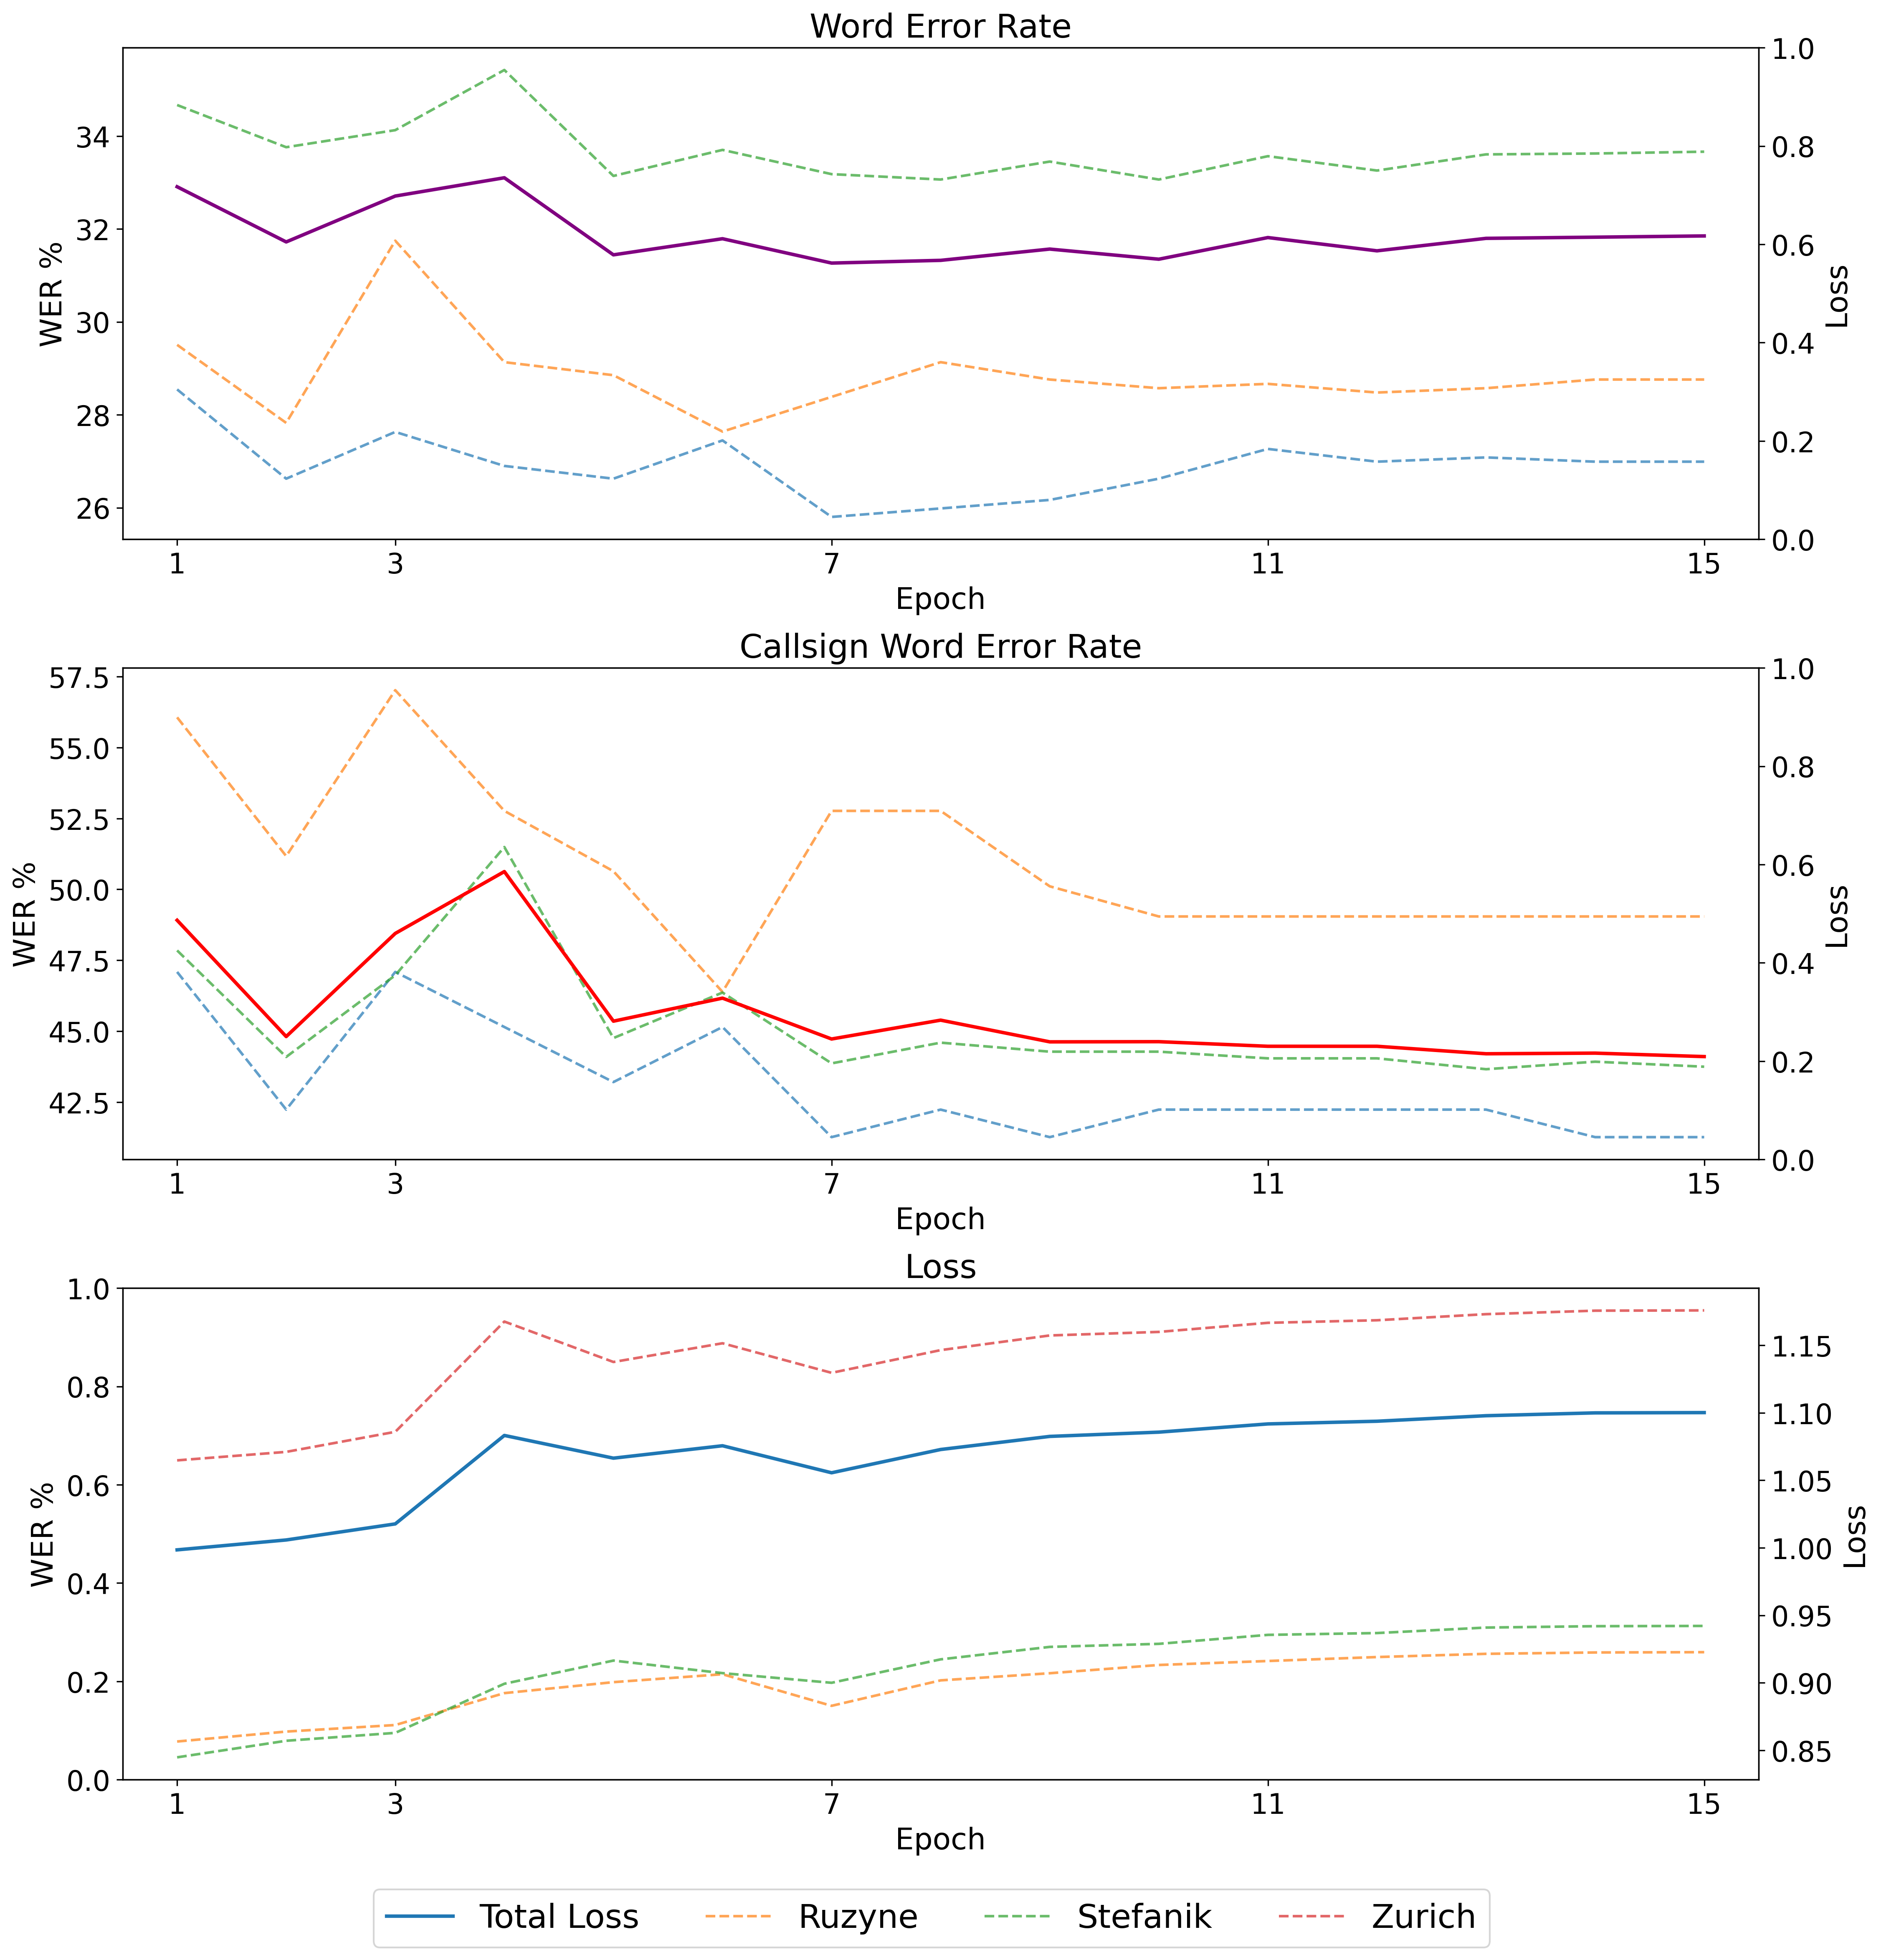 Word Error Rate
34
32
30
28
26
WER %
1.0
0.8
0.6
0.4
0.2
0.0
Loss
1 3 7 11 15
Epoch
Callsign Word Error Rate
57.5
55.0
52.5
50.0
47.5
45.0
42.5
WER %
1.0
0.8
0.6
0.4
0.2
0.0
Loss
1 3 7 11 15
Epoch
Loss
1.0
0.8
0.6
0.4
0.2
0.0
WER %
1.15
1.10
1.05
1.00
0.95
0.90
0.85
Loss
1 3 7 11 15
Epoch
Total Loss Ruzyne Stefanik Zurich